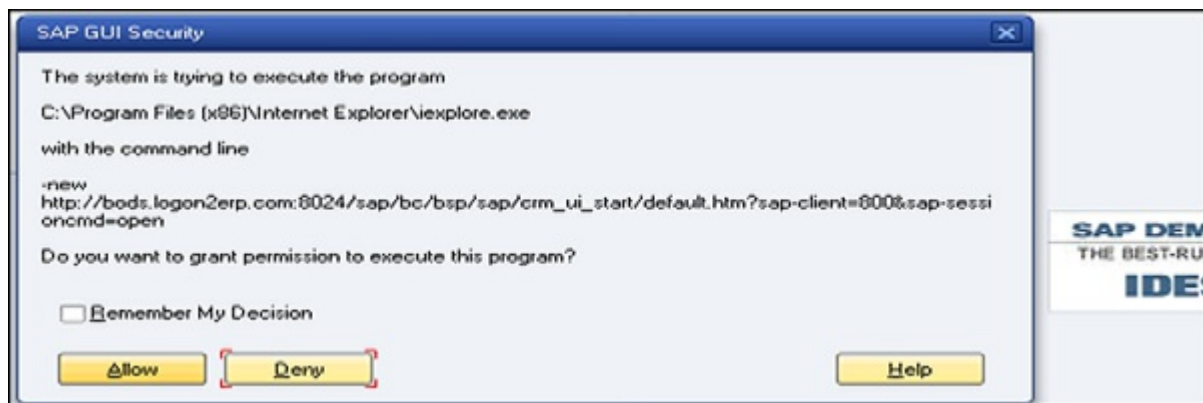 SAP GUI Security
The system is trying to execute the program
C:\Program Files (x86)\Internet Explorer\iexplore.exe
with the command line
-new
http://bods.logon2erp.com:8024/sap/bc/bsp/sap/crm_ui_start/default.htm?sap-client=800&sap-sessi
oncmd=open
Do you want to grant permission to execute this program?
Remember My Decision
Allow Deny Help
SAP DEM
THE BEST-RU
IDES